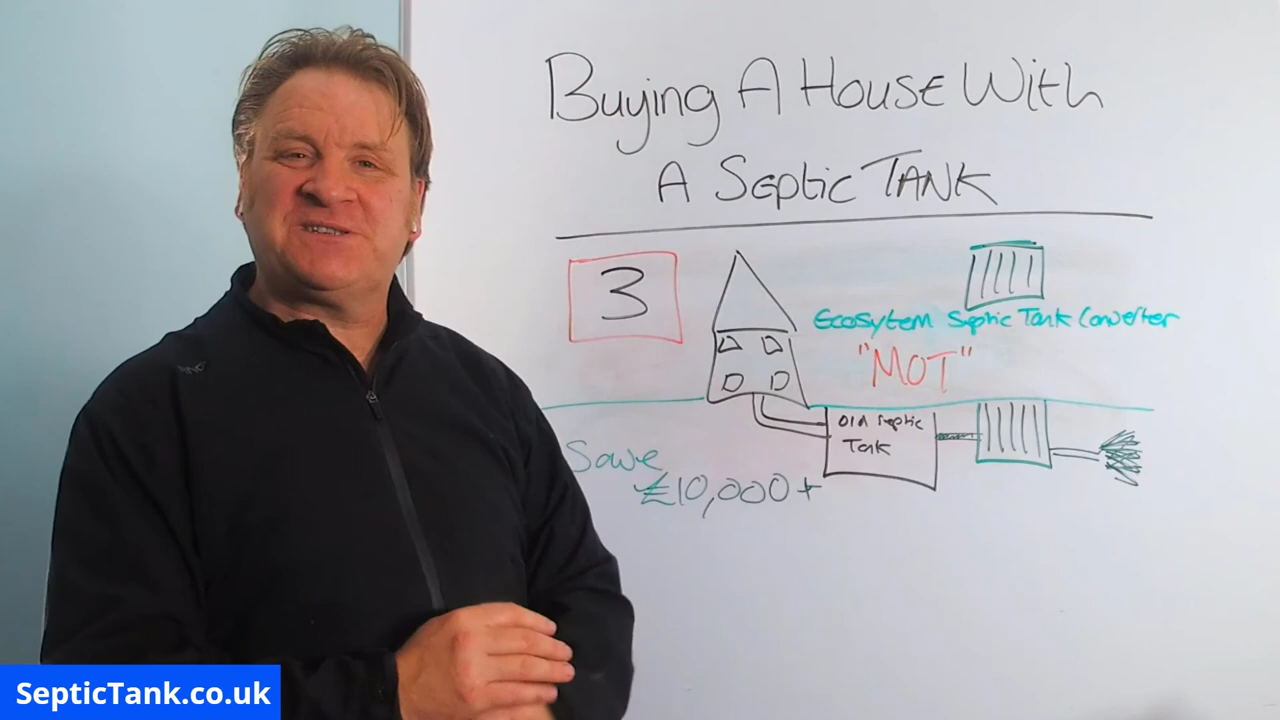 Buying A House With
A Septic Tank
3
Ecosytem Septic Tank Converter
"MOT"
Old Septic
Tank
Save
£10,000+
SepticTank.co.uk